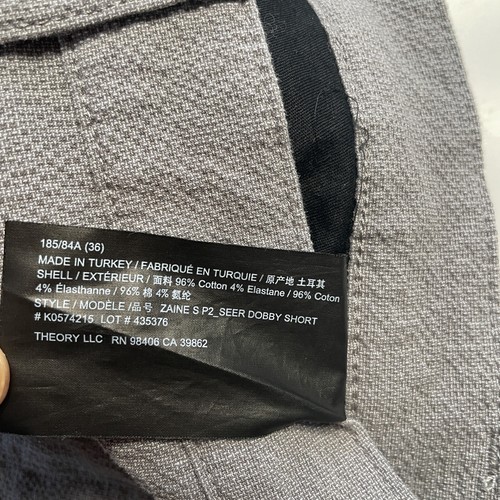 185/84A (36)
MADE IN TURKEY / FABRIQUÉ EN TURQUIE / 原产地 土耳其
SHELL / EXTÉRIEUR / 面料 96% Cotton 4% Elastane / 96% Coton
4% Élasthanne / 96% 棉 4% 氨纶
STYLE / MODÈLE /品号 ZAINE S P2_SEER DOBBY SHORT
# K0574215 LOT # 435376
THEORY LLC RN 98406 CA 39862